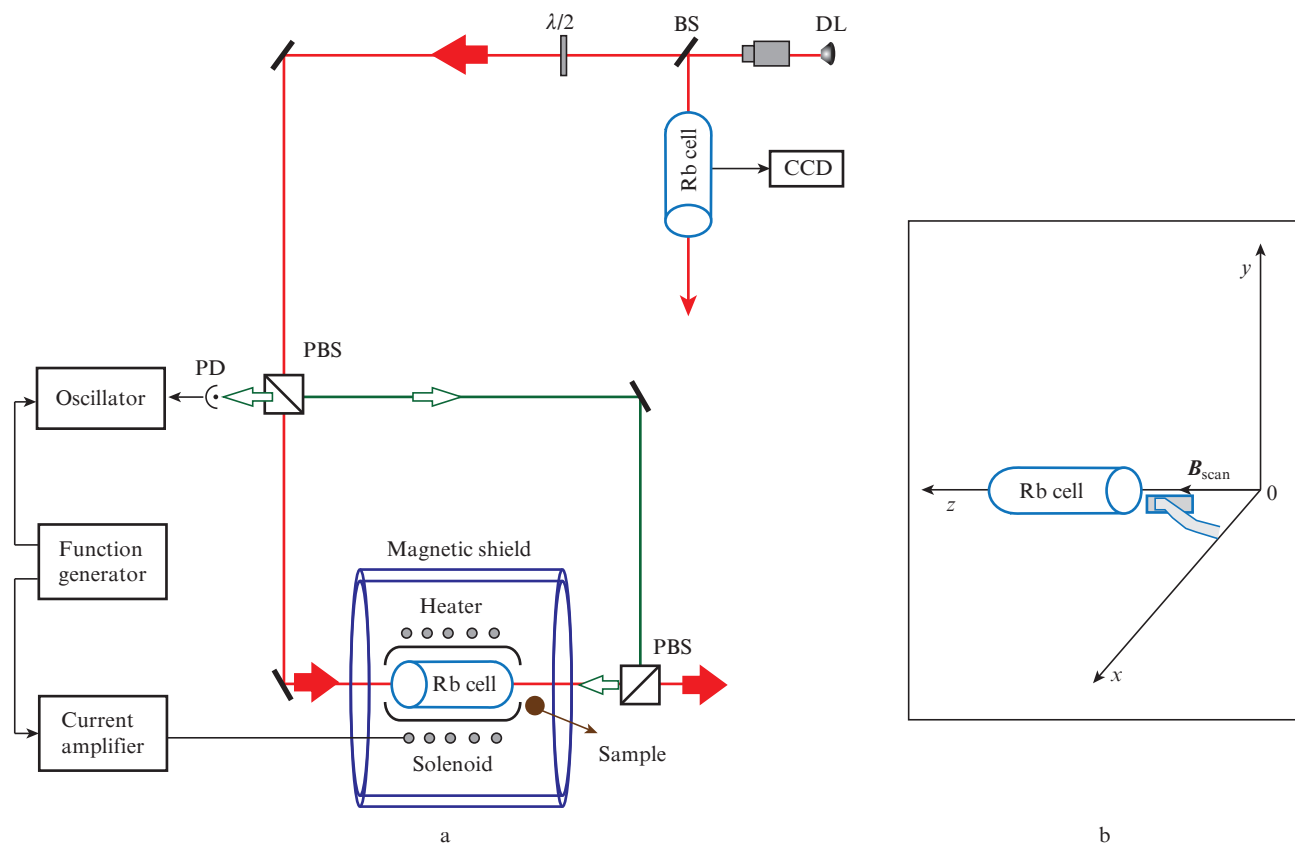 λ/2
BS
DL
Rb cell
CCD
PBS
PD
Oscillator
Function
generator
Current
amplifier
Magnetic shield
Heater
Rb cell
Solenoid
PBS
Sample
a
y
B scan
Rb cell
z
0
x
b